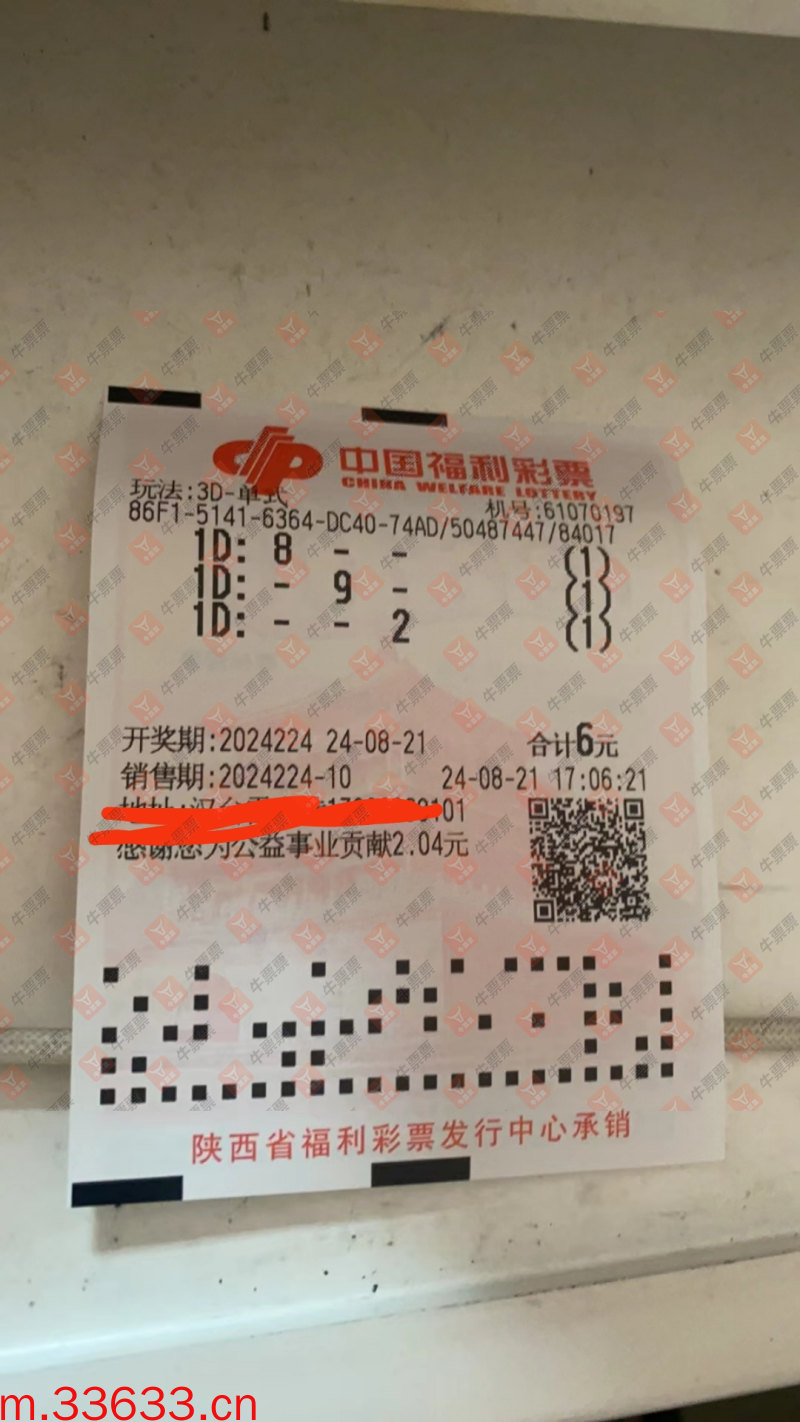 中国福利彩票
CHINA WELFARE LOTTERY
玩法:3D-单式 机号:61070197
86F1-5141-6364-DC40-74AD/50487447/84017
1D: 8 - - (1)
1D: - 9 - (1)
1D: - - 2 (1)
开奖期:2024224 24-08-21 合计6元
销售期:2024224-10 24-08-21 17:06:21
01
感谢您为公益事业贡献2.04元
陕西省福利彩票发行中心承销
牛票票
m.33633.cn